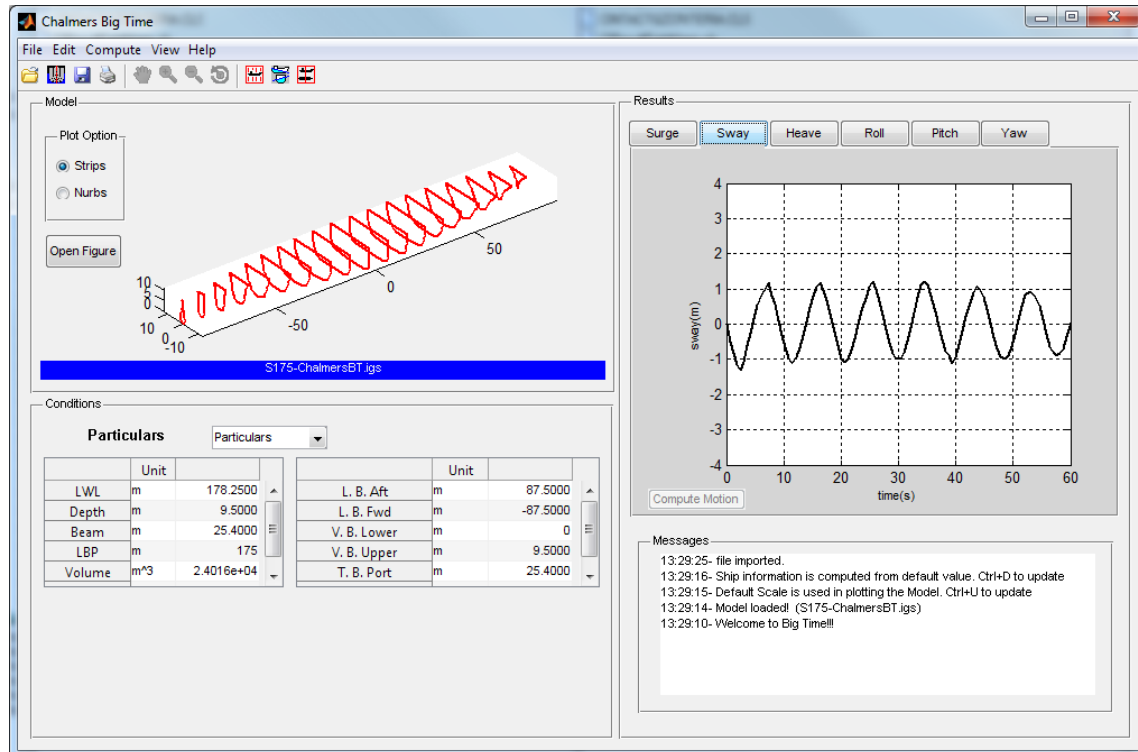 Chalmers Big Time
File Edit Compute View Help
Model
Plot Option
Strips
Nurbs
Open Figure
10
5
0
10
0
-10
-50
0
50
S175-ChalmersBT.igs
Conditions
Particulars
Particulars
Unit
LWL m 178.2500
Depth m 9.5000
Beam m 25.4000
LBP m 175
Volume m^3 2.4016e+04
Unit
L. B. Aft m 87.5000
L. B. Fwd m -87.5000
V. B. Lower m 0
V. B. Upper m 9.5000
T. B. Port m 25.4000
Results
Surge Sway Heave Roll Pitch Yaw
4
3
2
1
0
-1
-2
-3
-4
sway(m)
0 10 20 30 40 50 60
time(s)
Compute Motion
Messages
13:29:25- file imported.
13:29:16- Ship information is computed from default value. Ctrl+D to update
13:29:15- Default Scale is used in plotting the Model. Ctrl+U to update
13:29:14- Model loaded! (S175-ChalmersBT.igs)
13:29:10- Welcome to Big Time!!!